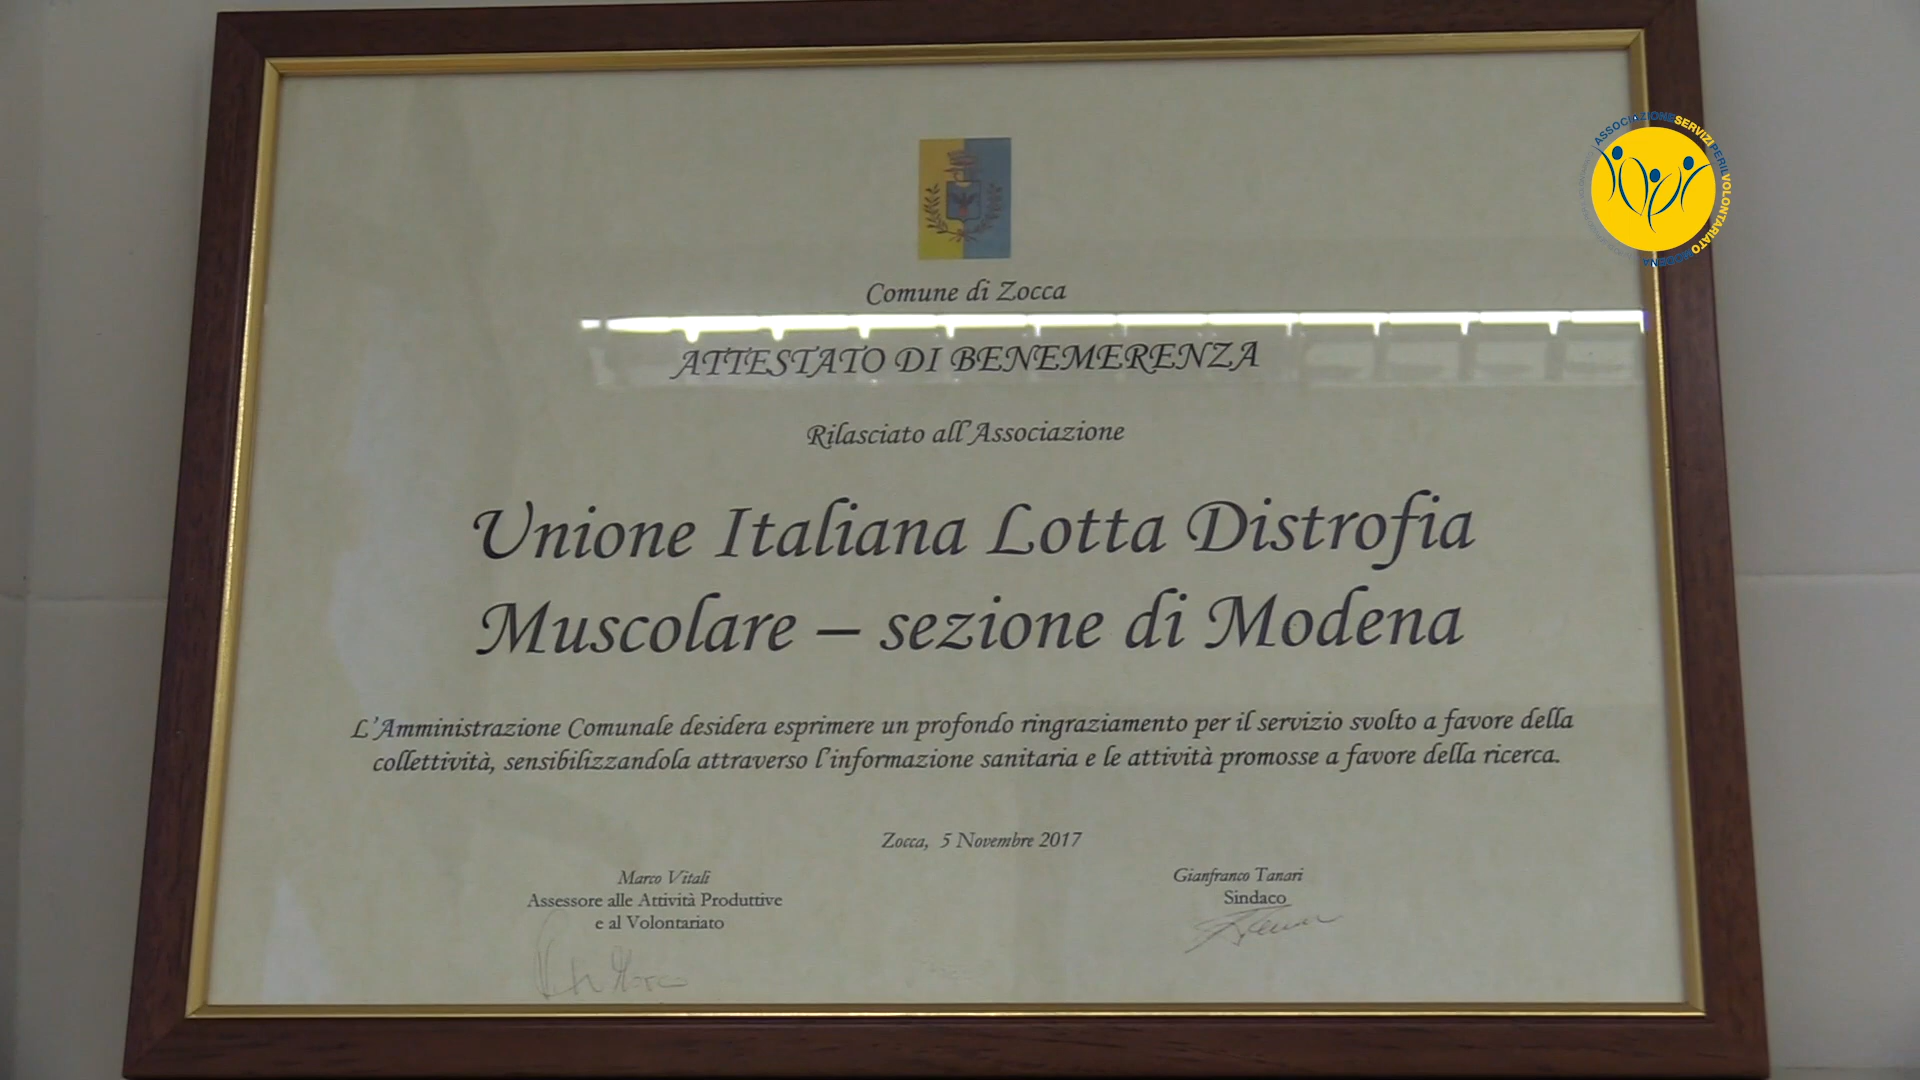 ASSOCIAZIONE SERVIZI PER IL VOLONTARIATO MODENA
Comune di Zocca
ATTESTATO DI BENEMERENZA
Rilasciato all'Associazione
Unione Italiana Lotta Distrofia
Muscolare – sezione di Modena
L'Amministrazione Comunale desidera esprimere un profondo ringraziamento per il servizio svolto a favore della
collettività, sensibilizzandola attraverso l'informazione sanitaria e le attività promosse a favore della ricerca.
Zocca, 5 Novembre 2017
Marco Vitali
Assessore alle Attività Produttive
e al Volontariato
Gianfranco Tanari
Sindaco